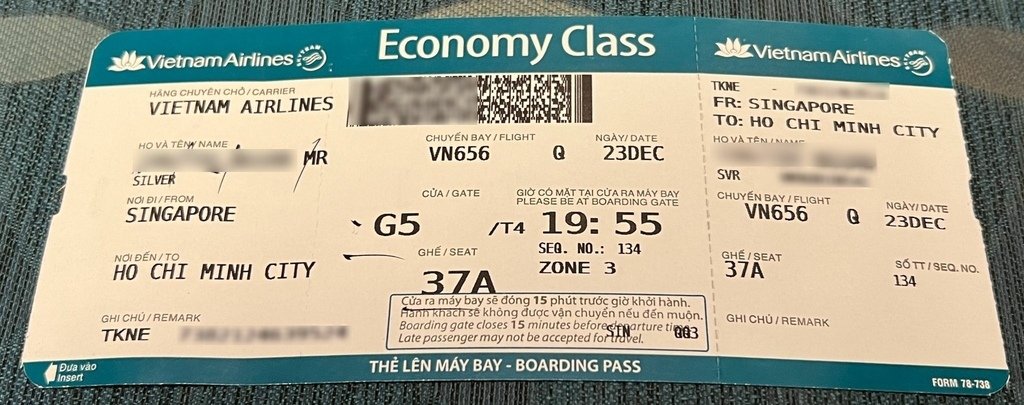 Vietnam Airlines
Economy Class
HÃNG CHUYÊN CHỞ / CARRIER
VIETNAM AIRLINES
HỌ VÀ TÊN/ NAME
MR
SILVER
CHUYẾN BAY / FLIGHT
VN656 Q
NGÀY/ DATE
23DEC
NƠI ĐI / FROM
SINGAPORE
CỬA / GATE
G5 /T4
GIỜ CÓ MẶT TẠI CỬA RA MÁY BAY
PLEASE BE AT BOARDING GATE
19: 55
SEQ. NO.: 134
ZONE 3
NƠI ĐẾN / TO
HO CHI MINH CITY
GHẾ / SEAT
37A
Cửa ra máy bay sẽ đóng 15 phút trước giờ khởi hành.
Hành khách sẽ không được vận chuyển nếu đến muộn.
Boarding gate closes 15 minutes before departure time.
Late passenger may not be accepted for travel.
SIN QQ3
GHI CHÚ / REMARK
TKNE
Đưa vào
Insert
THẺ LÊN MÁY BAY - BOARDING PASS
Vietnam Airlines
TKNE -
FR: SINGAPORE
TO: HO CHI MINH CITY
HỌ VÀ TÊN / NAME
SVR
CHUYẾN BAY / FLIGHT
VN656 Q
NGÀY/ DATE
23DEC
GHẾ / SEAT
37A
SỐ TT / SEQ. NO.
134
GHI CHÚ / REMARK
FORM 78-738